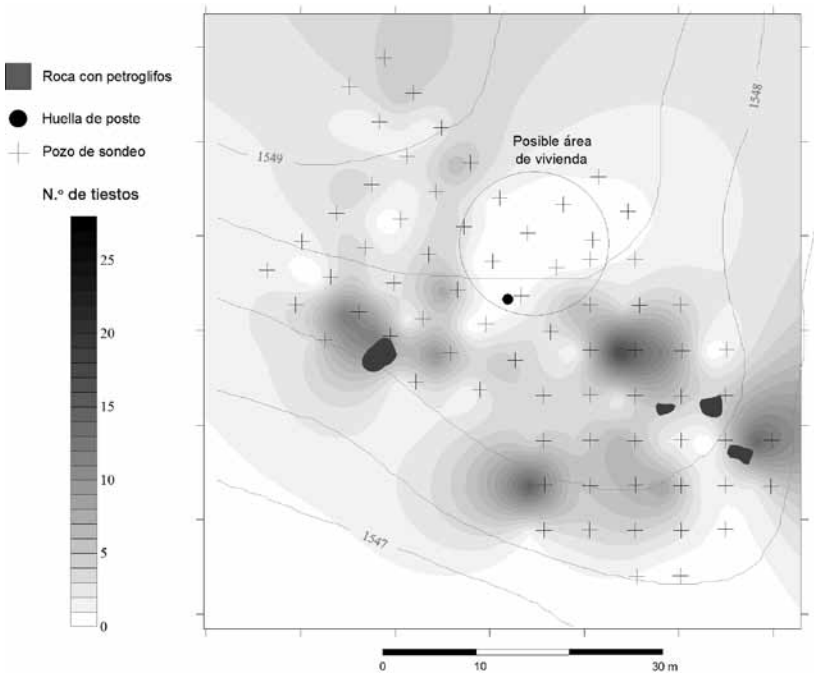 Roca con petroglifos
Huella de poste
Pozo de sondeo
N.º de tiestos
25
20
15
10
5
0
Posible área
de vivienda
1549
1548
1547
0
10
30 m